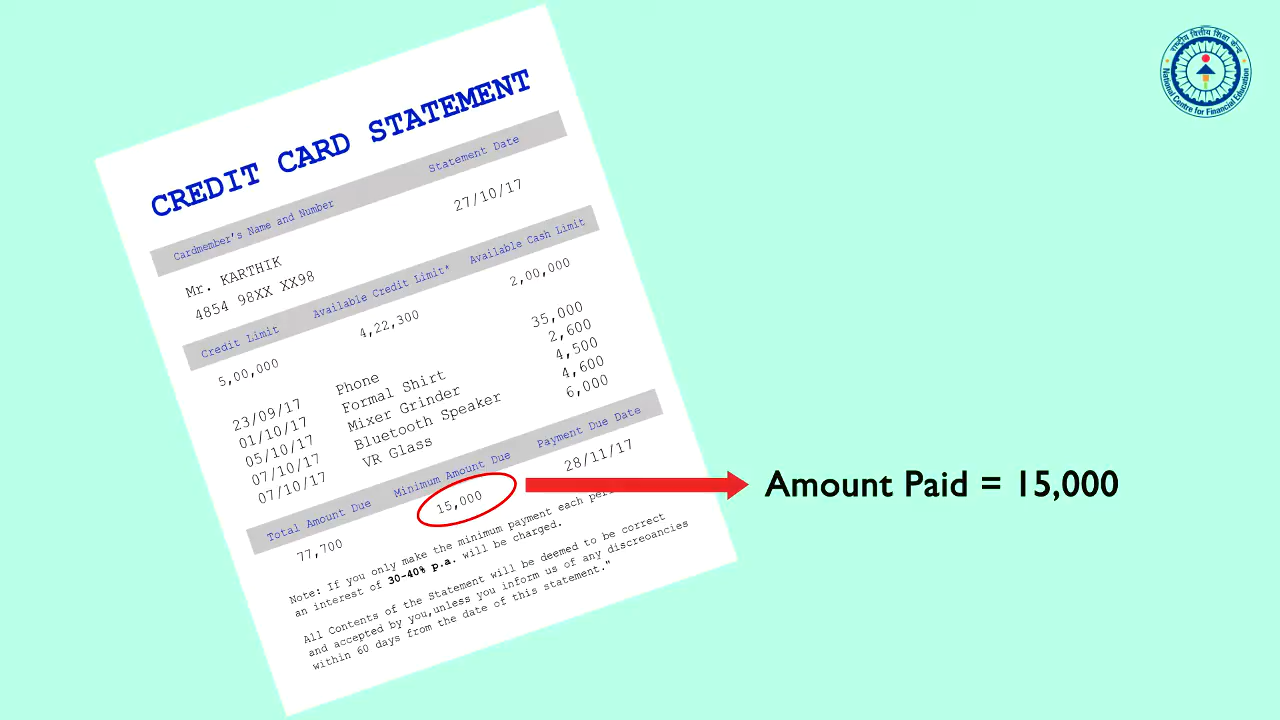 राष्ट्रीय वित्तीय शिक्षा केन्द्र
National Centre for Financial Education
CREDIT CARD STATEMENT
Cardmember's Name and Number Statement Date
Mr. KARTHIK 27/10/17
4854 98XX XX98
Credit Limit Available Credit Limit* Available Cash Limit
5,00,000 4,22,300 2,00,000
23/09/17 Phone 35,000
01/10/17 Formal Shirt 2,600
05/10/17 Mixer Grinder 4,500
07/10/17 Bluetooth Speaker 4,600
07/10/17 VR Glass 6,000
Total Amount Due Minimum Amount Due Payment Due Date
77,700 15,000 28/11/17
Amount Paid = 15,000
Note: If you only make the minimum payment each
an interest of 30-40% p.a. will be charged.
All Contents of the Statement will be deemed to be correct
and accepted by you,unless you inform us of any discreoancies
within 60 days from the date of this statement."